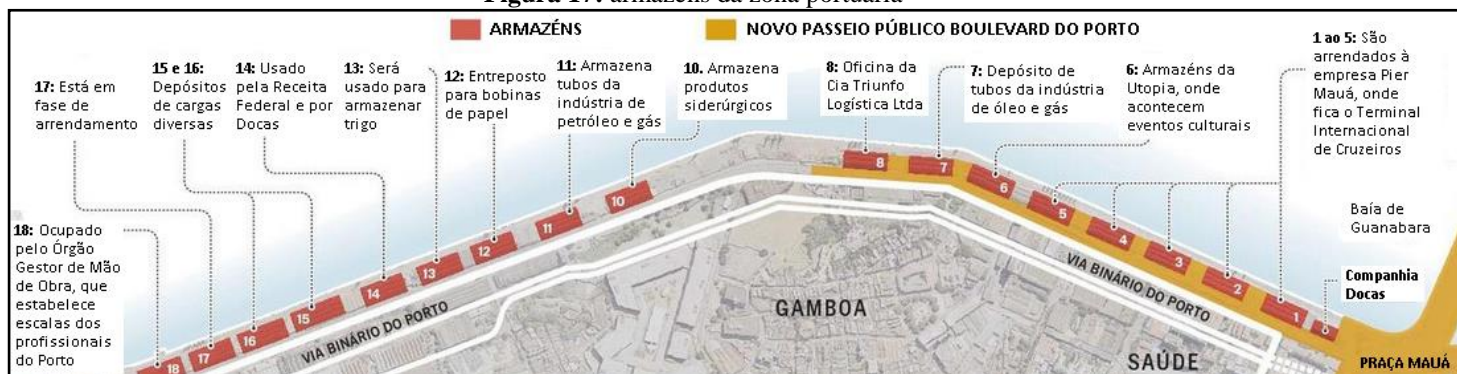 Figura 17: armazéns da zona portuária
ARMAZÉNS
NOVO PASSEIO PÚBLICO BOULEVARD DO PORTO
17: Está em
fase de
arrendamento
15 e 16:
Depósitos
de cargas
diversas
14: Usado
pela Receita
Federal e por
Docas
13: Será
usado para
armazenar
trigo
12: Entreposto
para bobinas
de papel
11: Armazena
tubos da
indústria de
petróleo e gás
10. Armazena
produtos
siderúrgicos
8: Oficina da
Cia Triunfo
Logística Ltda
7: Depósito de
tubos da indústria
de óleo e gás
6: Armazéns da
Utopia, onde
acontecem
eventos culturais
1 ao 5: São
arrendados à
empresa Pier
Mauá, onde
fica o Terminal
Internacional
de Cruzeiros
18: Ocupado
pelo Órgão
Gestor de Mão
de Obra, que
estabelece
escalas dos
profissionais
do Porto
Baía de
Guanabara
Companhia
Docas
18
17
16
15
14
13
12
11
10
8
7
6
5
4
3
2
1
VIA BINÁRIO DO PORTO
VIA BINÁRIO DO PORTO
GAMBOA
SAÚDE
PRAÇA MAUÁ